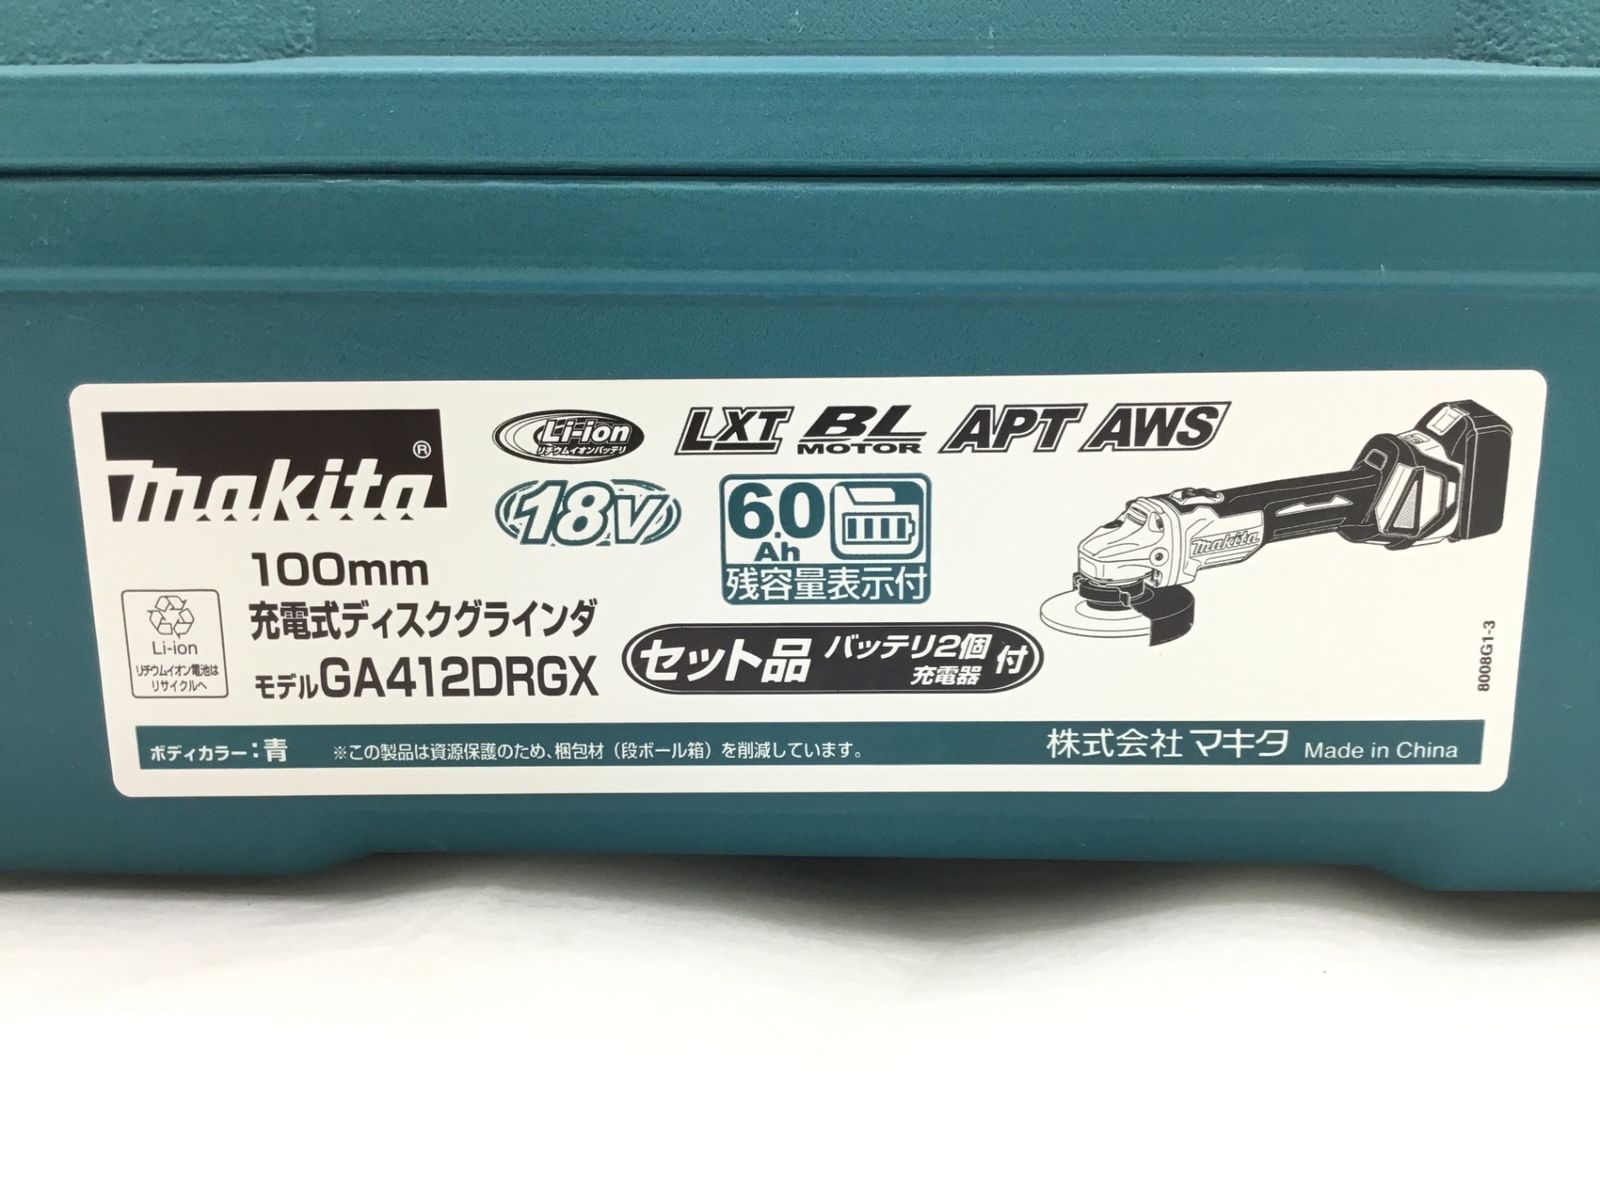 makita®
Li-ion
リチウムイオンバッテリ
LXT BL MOTOR APT AWS
18V
6.0
Ah
残容量表示付
100mm
充電式ディスクグラインダ
モデルGA412DRGX
Li-ion
リチウムイオン電池は
リサイクルへ
セット品 バッテリ2個 充電器 付
makita
8008G1-3
ボディカラー：青 ※この製品は資源保護のため、梱包材（段ボール箱）を削減しています。 株式会社マキタ Made in China